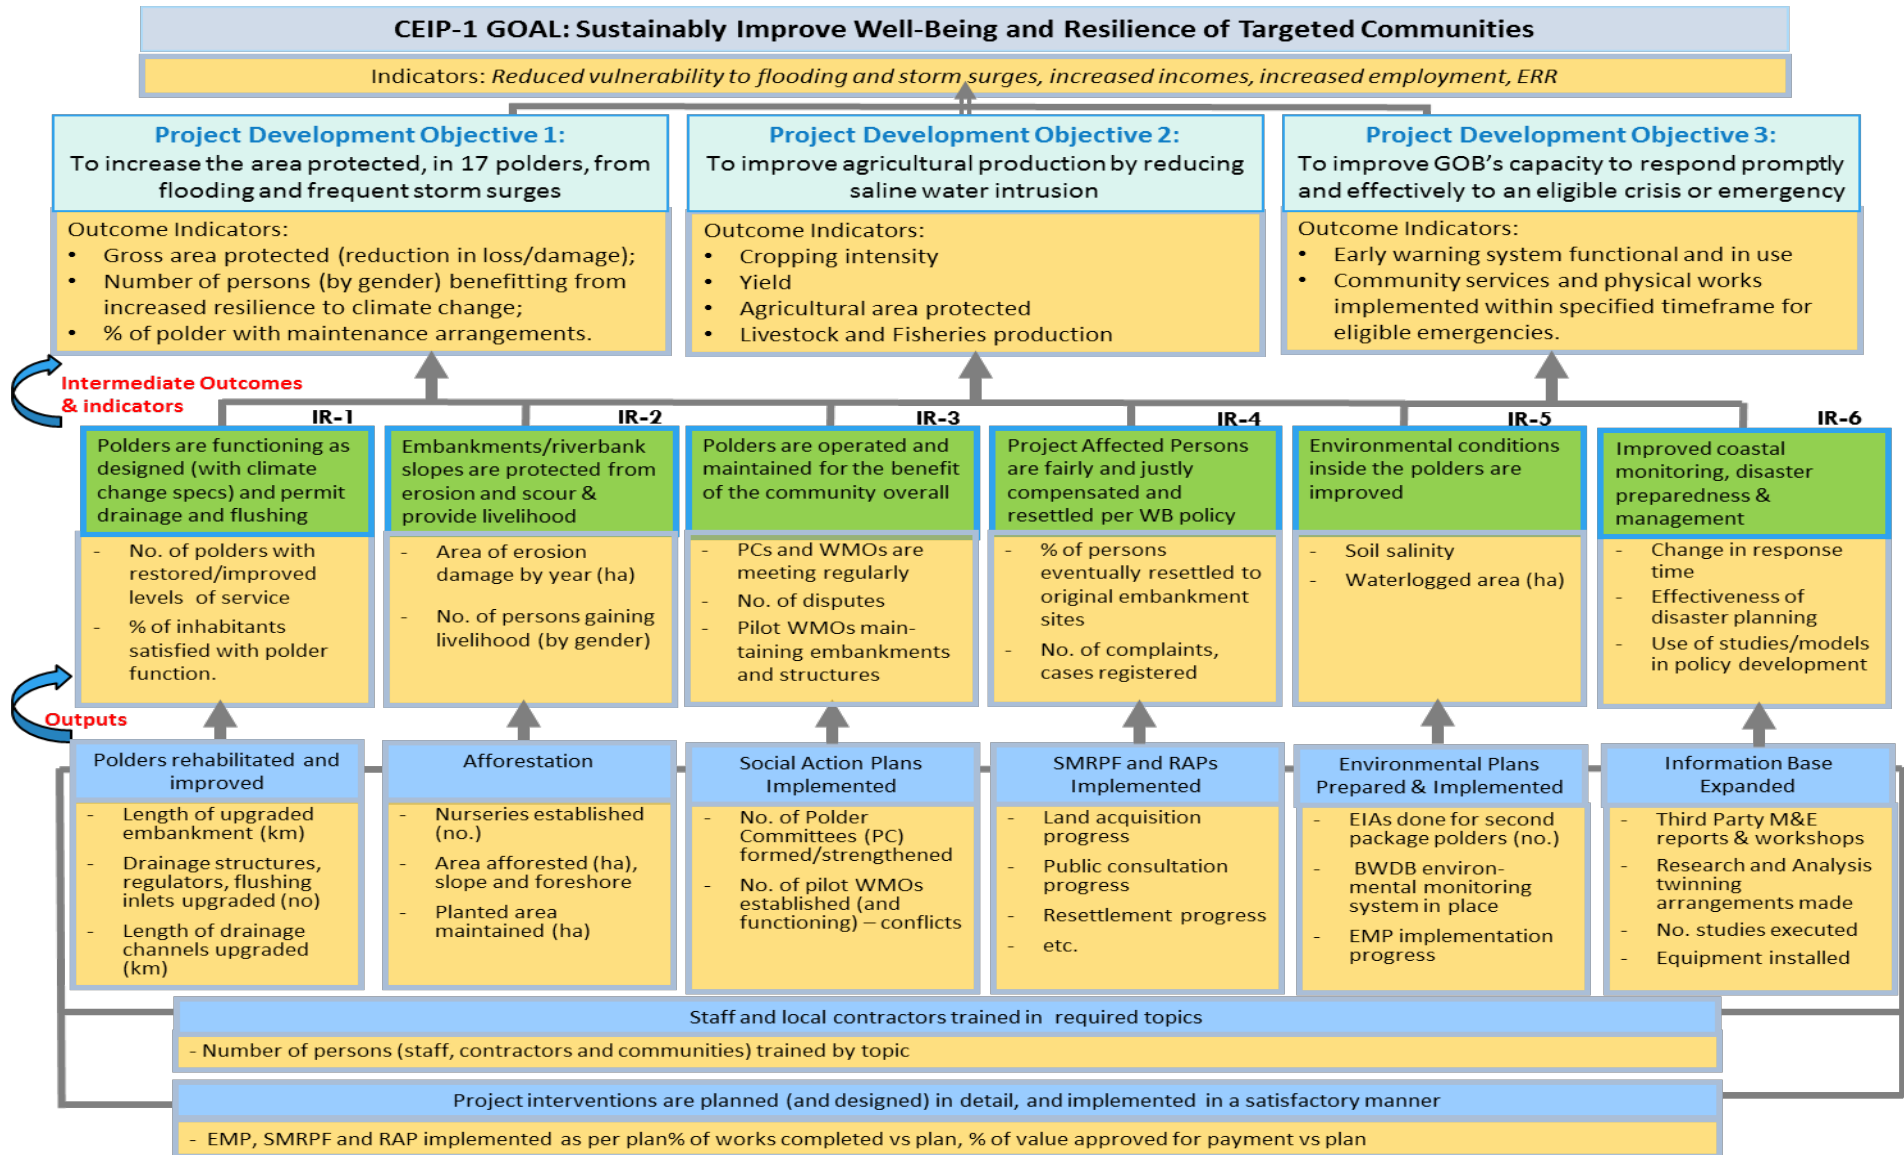 CEIP-1 GOAL: Sustainably Improve Well-Being and Resilience of Targeted Communities
Indicators: Reduced vulnerability to flooding and storm surges, increased incomes, increased employment, ERR
Project Development Objective 1:
To increase the area protected, in 17 polders, from
flooding and frequent storm surges
Outcome Indicators:
• Gross area protected (reduction in loss/damage);
• Number of persons (by gender) benefitting from
increased resilience to climate change;
• % of polder with maintenance arrangements.
Project Development Objective 2:
To improve agricultural production by reducing
saline water intrusion
Outcome Indicators:
• Cropping intensity
• Yield
• Agricultural area protected
• Livestock and Fisheries production
Project Development Objective 3:
To improve GOB's capacity to respond promptly
and effectively to an eligible crisis or emergency
Outcome Indicators:
• Early warning system functional and in use
• Community services and physical works
implemented within specified timeframe for
eligible emergencies.
Intermediate Outcomes
& indicators
IR-1
Polders are functioning as
designed (with climate
change specs) and permit
drainage and flushing
- No. of polders with
restored/improved
levels of service
- % of inhabitants
satisfied with polder
function.
IR-2
Embankments/riverbank
slopes are protected from
erosion and scour &
provide livelihood
- Area of erosion
damage by year (ha)
- No. of persons gaining
livelihood (by gender)
IR-3
Polders are operated and
maintained for the benefit
of the community overall
- PCs and WMOs are
meeting regularly
- No. of disputes
- Pilot WMOs main-
taining embankments
and structures
IR-4
Project Affected Persons
are fairly and justly
compensated and
resettled per WB policy
- % of persons
eventually resettled to
original embankment
sites
- No. of complaints,
cases registered
IR-5
Environmental conditions
inside the polders are
improved
- Soil salinity
- Waterlogged area (ha)
IR-6
Improved coastal
monitoring, disaster
preparedness &
management
- Change in response
time
- Effectiveness of
disaster planning
- Use of studies/models
in policy development
Outputs
Polders rehabilitated and
improved
- Length of upgraded
embankment (km)
- Drainage structures,
regulators, flushing
inlets upgraded (no)
- Length of drainage
channels upgraded
(km)
Afforestation
- Nurseries established
(no.)
- Area afforested (ha),
slope and foreshore
- Planted area
maintained (ha)
Social Action Plans
Implemented
- No. of Polder
Committees (PC)
formed/strengthened
- No. of pilot WMOs
established (and
functioning) – conflicts
SMRPF and RAPs
Implemented
- Land acquisition
progress
- Public consultation
progress
- Resettlement progress
- etc.
Environmental Plans
Prepared & Implemented
- EIAs done for second
package polders (no.)
- BWDB environ-
mental monitoring
system in place
- EMP implementation
progress
Information Base
Expanded
- Third Party M&E
reports & workshops
- Research and Analysis
twinning
arrangements made
- No. studies executed
- Equipment installed
Staff and local contractors trained in required topics
- Number of persons (staff, contractors and communities) trained by topic
Project interventions are planned (and designed) in detail, and implemented in a satisfactory manner
- EMP, SMRPF and RAP implemented as per plan% of works completed vs plan, % of value approved for payment vs plan